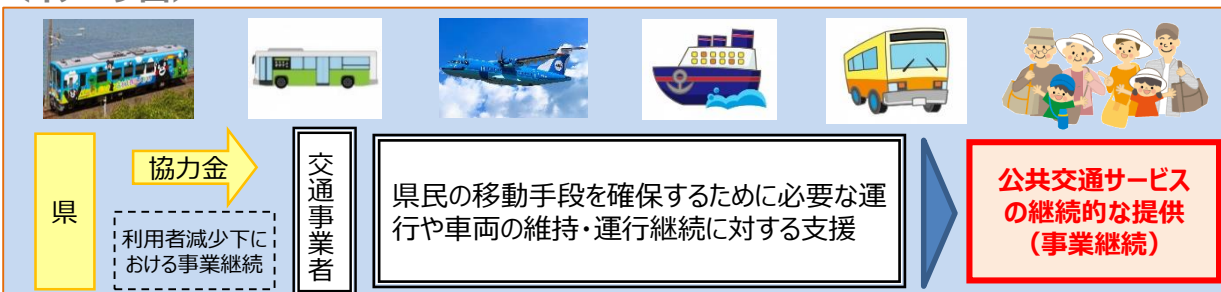 県
協力金
利用者減少下に
おける事業継続
交通事業者
県民の移動手段を確保するために必要な運
行や車両の維持・運行継続に対する支援
公共交通サービス
の継続的な提供
（事業継続）